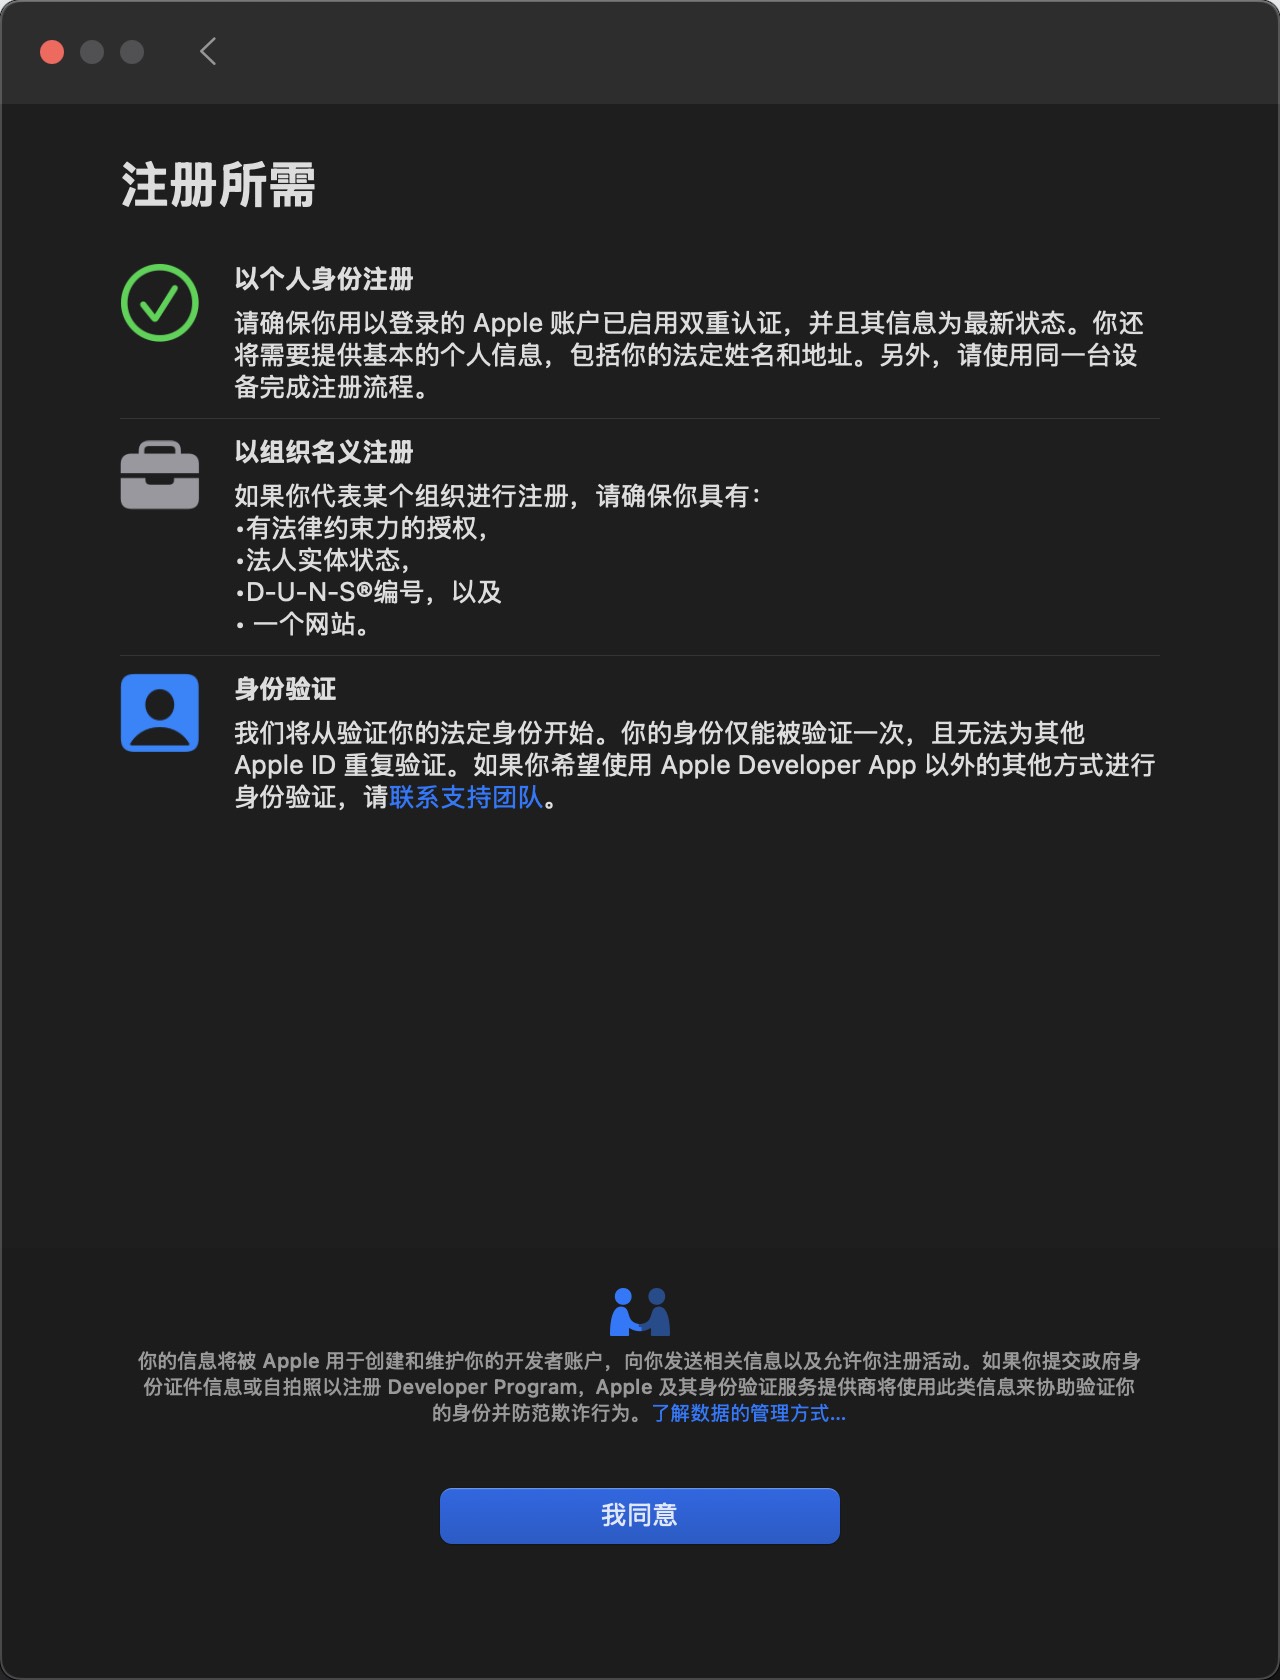 注册所需
以个人身份注册
请确保你用以登录的 Apple 账户已启用双重认证，并且其信息为最新状态。你还
将需要提供基本的个人信息，包括你的法定姓名和地址。另外，请使用同一台设
备完成注册流程。
以组织名义注册
如果你代表某个组织进行注册，请确保你具有：
•有法律约束力的授权，
•法人实体状态，
•D-U-N-S®编号，以及
• 一个网站。
身份验证
我们将从验证你的法定身份开始。你的身份仅能被验证一次，且无法为其他
Apple ID 重复验证。如果你希望使用 Apple Developer App 以外的其他方式进行
身份验证，请联系支持团队。
你的信息将被 Apple 用于创建和维护你的开发者账户，向你发送相关信息以及允许你注册活动。如果你提交政府身
份证件信息或自拍照以注册 Developer Program，Apple 及其身份验证服务提供商将使用此类信息来协助验证你
的身份并防范欺诈行为。了解数据的管理方式...
我同意